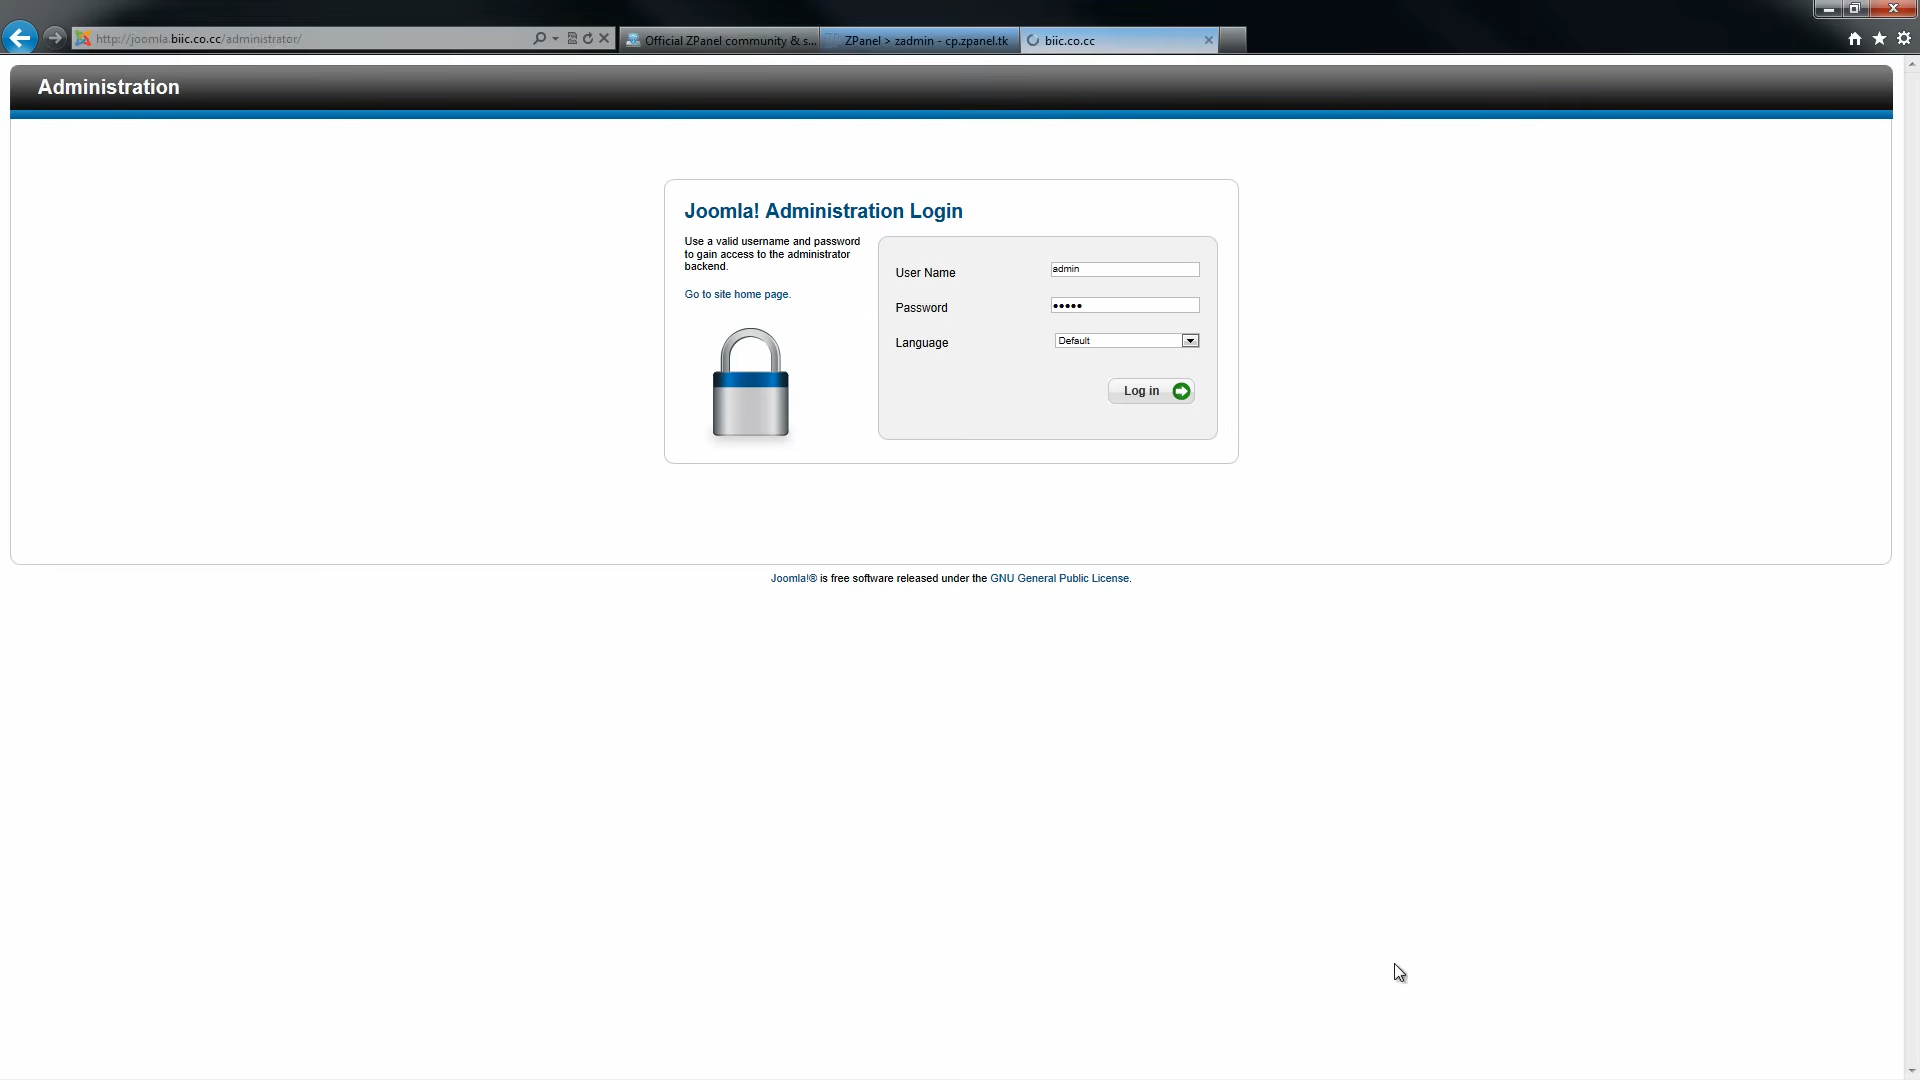 http://joomla.biic.co.cc/administrator/
Official ZPanel community & s...
ZPanel > zadmin - cp.zpanel.tk
biic.co.cc
Administration
Joomla! Administration Login
Use a valid username and password
to gain access to the administrator
backend.
Go to site home page.
User Name
admin
Password
•••••
Language
Default
Log in
Joomla!® is free software released under the GNU General Public License.